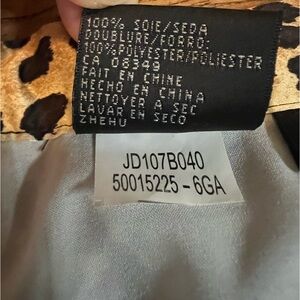 100% SOIE/SEDA
DOUBLURE/FORRO:
100% POLYESTER/POLIESTER
CA 08349
FAIT EN CHINE
HECHO EN CHINA
NETTOYER A SEC
LAVAR EN SECO
ZHEHU
JD107B040
50015225 - 6GA